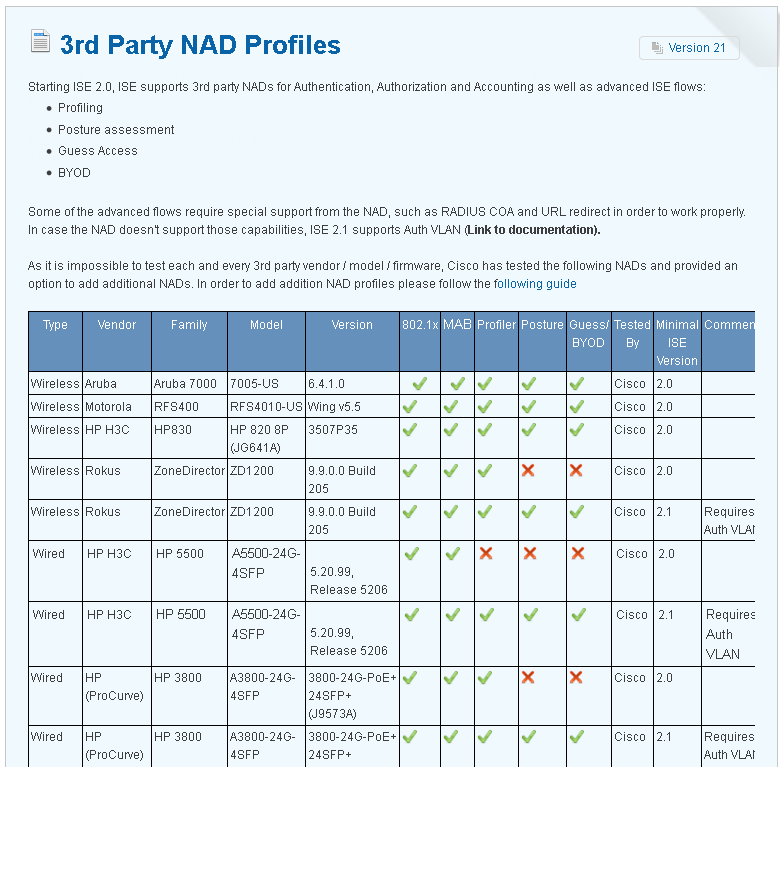 3rd Party NAD Profiles
Version 21
Starting ISE 2.0, ISE supports 3rd party NADs for Authentication, Authorization and Accounting as well as advanced ISE flows:
Profiling
Posture assessment
Guess Access
BYOD
Some of the advanced flows require special support from the NAD, such as RADIUS COA and URL redirect in order to work properly.
In case the NAD doesn't support those capabilities, ISE 2.1 supports Auth VLAN (Link to documentation).
As it is impossible to test each and every 3rd party vendor / model / firmware, Cisco has tested the following NADs and provided an
option to add additional NADs. In order to add addition NAD profiles please follow the following guide
Type Vendor Family Model Version 802.1x MAB Profiler Posture Guess/ Tested Minimal Commen
BYOD By ISE
Version
Wireless Aruba Aruba 7000 7005-US 6.4.1.0 Cisco 2.0
Wireless Motorola RFS400 RFS4010-US Wing v5.5 Cisco 2.0
Wireless HP H3C HP830 HP 820 8P 3507P35 Cisco 2.0
(JG641A)
Wireless Rokus ZoneDirector ZD1200 9.9.0.0 Build Cisco 2.0
205
Wireless Rokus ZoneDirector ZD1200 9.9.0.0 Build Cisco 2.1 Requires
205 Auth VLAN
Wired HP H3C HP 5500 A5500-24G- Cisco 2.0
4SFP 5.20.99,
Release 5206
Wired HP H3C HP 5500 A5500-24G- Cisco 2.1 Requires
4SFP 5.20.99, Auth
Release 5206 VLAN
Wired HP HP 3800 A3800-24G- 3800-24G-PoE+ Cisco 2.0
(ProCurve) 4SFP 24SFP+
(J9573A)
Wired HP HP 3800 A3800-24G- 3800-24G-PoE+ Cisco 2.1 Requires
(ProCurve) 4SFP 24SFP+ Auth VLAN